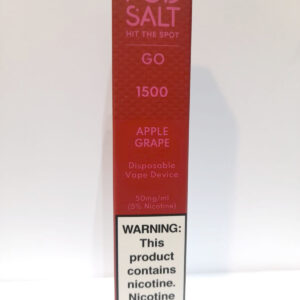 POD
SALT
HIT THE SPOT
GO
1500
APPLE
GRAPE
Disposable
Vape Device
50mg/ml
(5% Nicotine)
WARNING:
This
product
contains
nicotine.
Nicotine